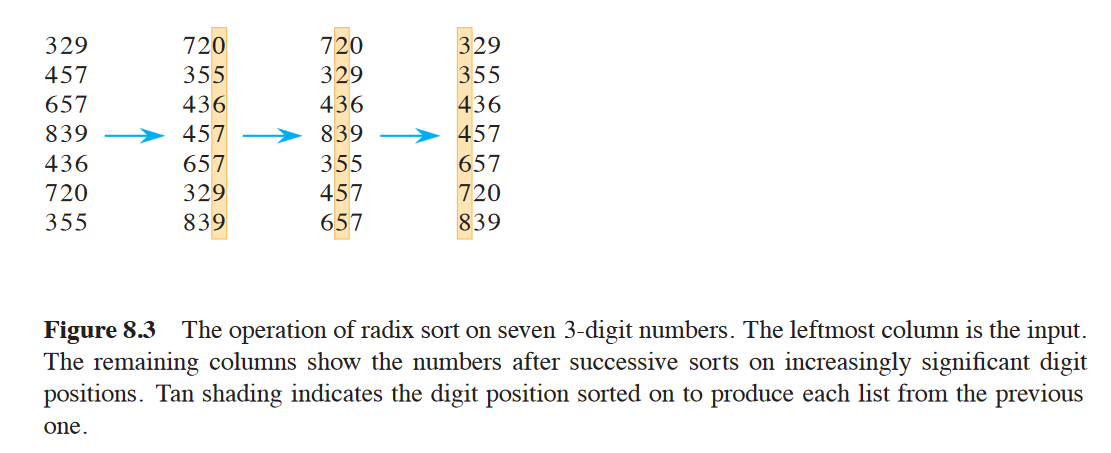 329 720 720 329
457 355 329 355
657 436 436 436
839 457 839 457
436 657 355 657
720 329 457 720
355 839 657 839
Figure 8.3 The operation of radix sort on seven 3-digit numbers. The leftmost column is the input.
The remaining columns show the numbers after successive sorts on increasingly significant digit
positions. Tan shading indicates the digit position sorted on to produce each list from the previous
one.